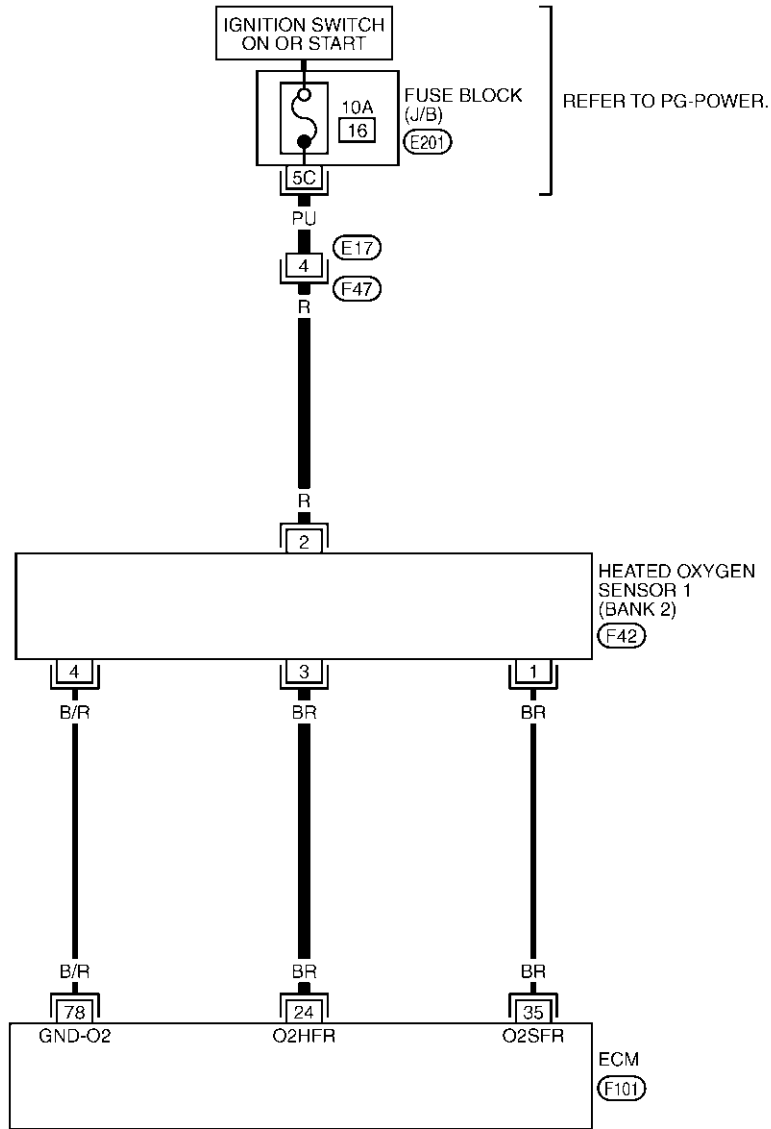 IGNITION SWITCH
ON OR START
10A
16
FUSE BLOCK
(J/B)
E201
REFER TO PG-POWER.
5C
PU
E17
4
F47
R
R
2
HEATED OXYGEN
SENSOR 1
(BANK 2)
F42
4 3 1
B/R BR BR
B/R BR BR
78 24 35
GND-O2 O2HFR O2SFR
ECM
F101